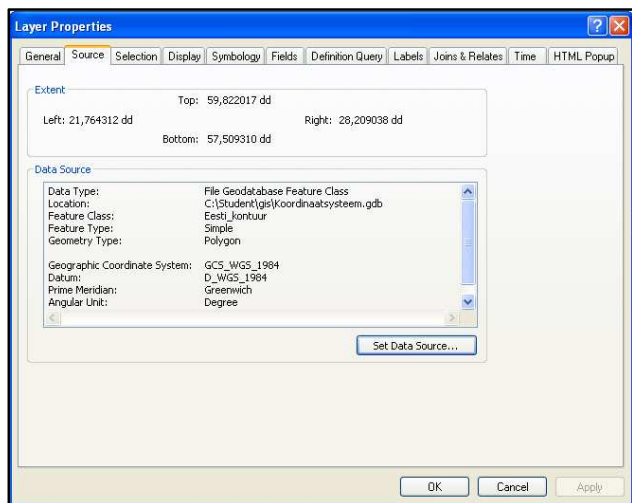 Layer Properties
General Source Selection Display Symbology Fields Definition Query Labels Joins & Relates Time HTML Popup
Extent
Top: 59,822017 dd
Left: 21,764312 dd Right: 28,209038 dd
Bottom: 57,509310 dd
Data Source
Data Type: File Geodatabase Feature Class
Location: C:\Student\gis\Koordinaatsysteem.gdb
Feature Class: Eesti_kontuur
Feature Type: Simple
Geometry Type: Polygon
Geographic Coordinate System: GCS_WGS_1984
Datum: D_WGS_1984
Prime Meridian: Greenwich
Angular Unit: Degree
Set Data Source...
OK Cancel Apply